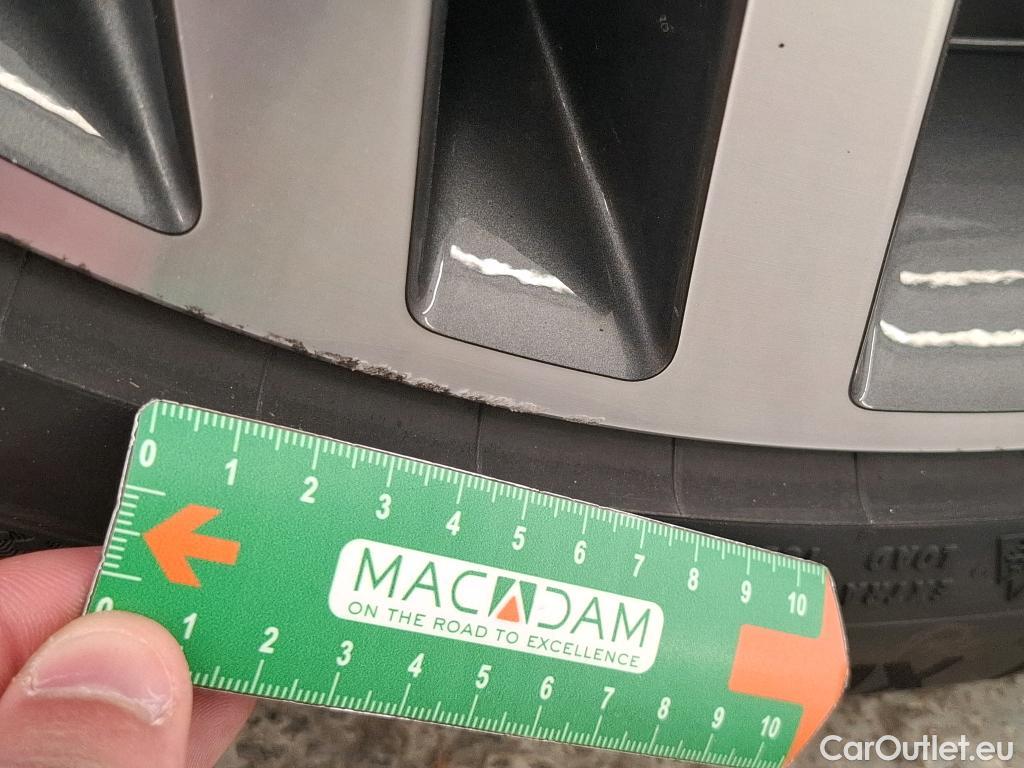 0 1 2 3 4 5 6 7 8 9 10
MACADAM
ON THE ROAD TO EXCELLENCE
0 1 2 3 4 5 6 7 8 9 10
LOAD
CarOutlet.eu